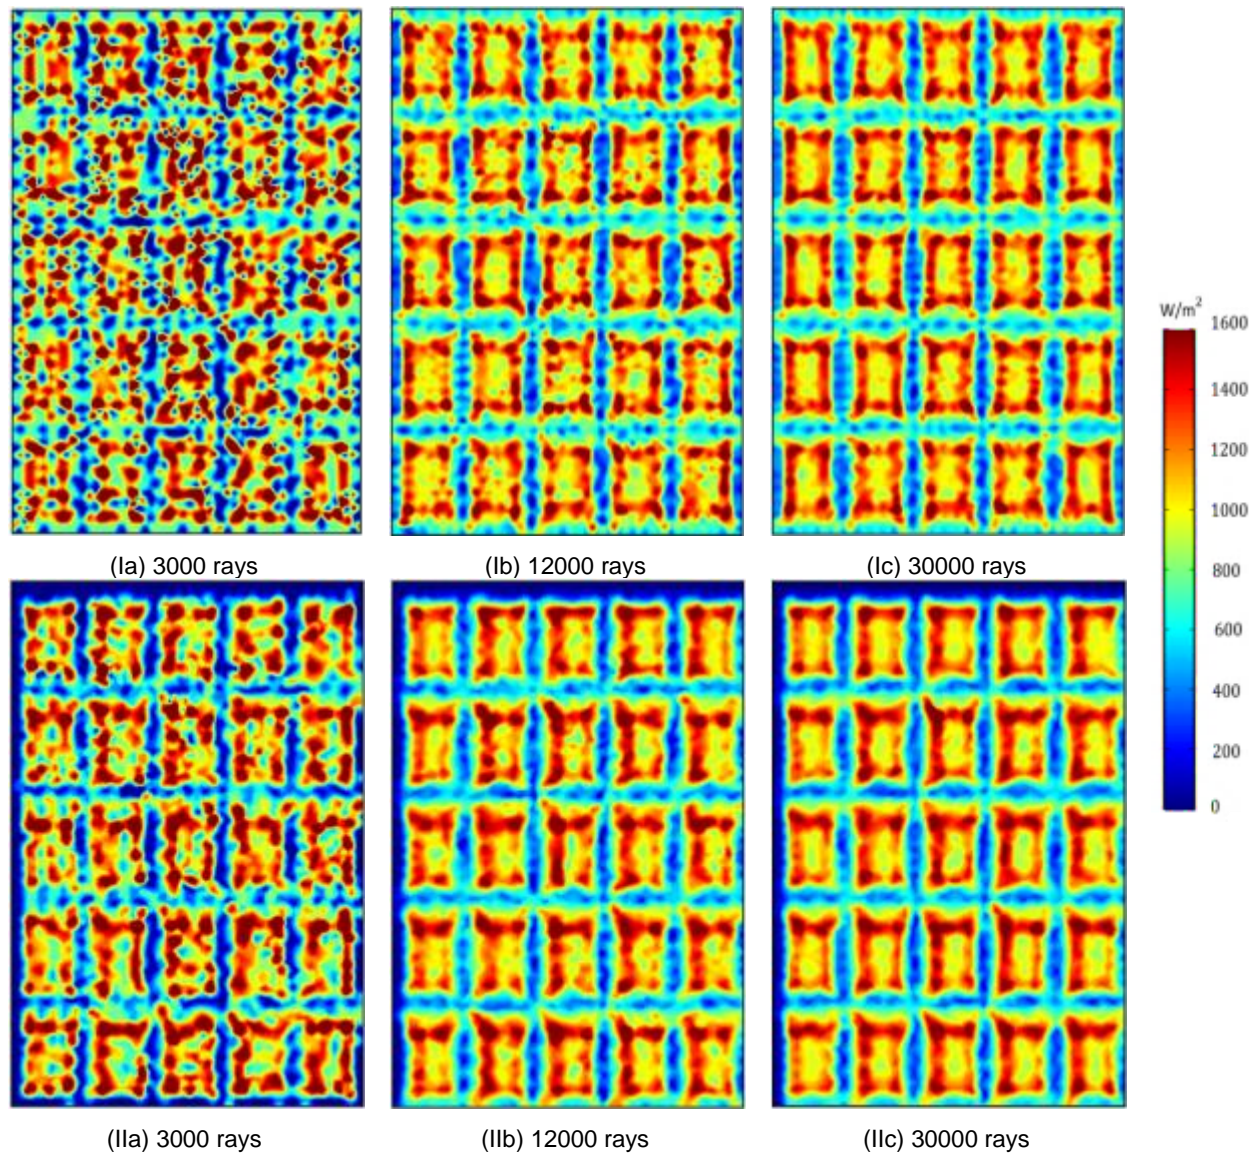 W/m²
1600
1400
1200
1000
800
600
400
200
0
(Ia) 3000 rays
(Ib) 12000 rays
(Ic) 30000 rays
(IIa) 3000 rays
(IIb) 12000 rays
(IIc) 30000 rays